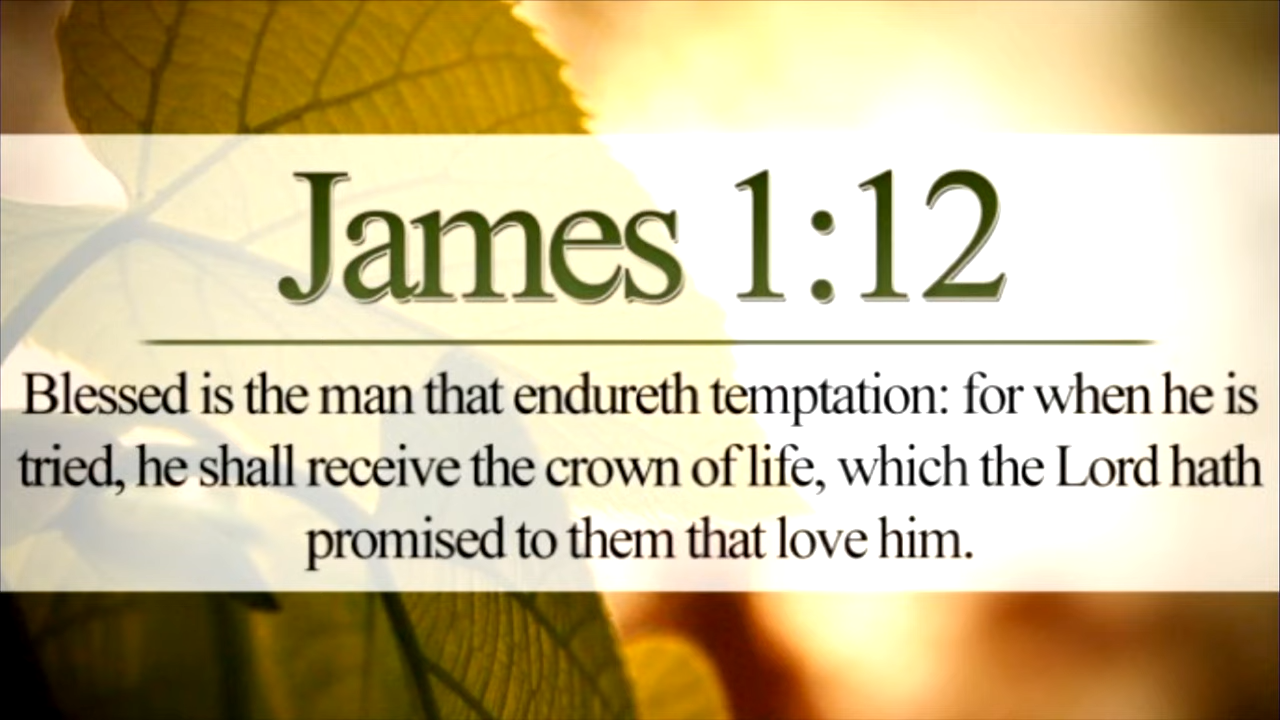 James 1:12
Blessed is the man that endureth temptation: for when he is
tried, he shall receive the crown of life, which the Lord hath
promised to them that love him.